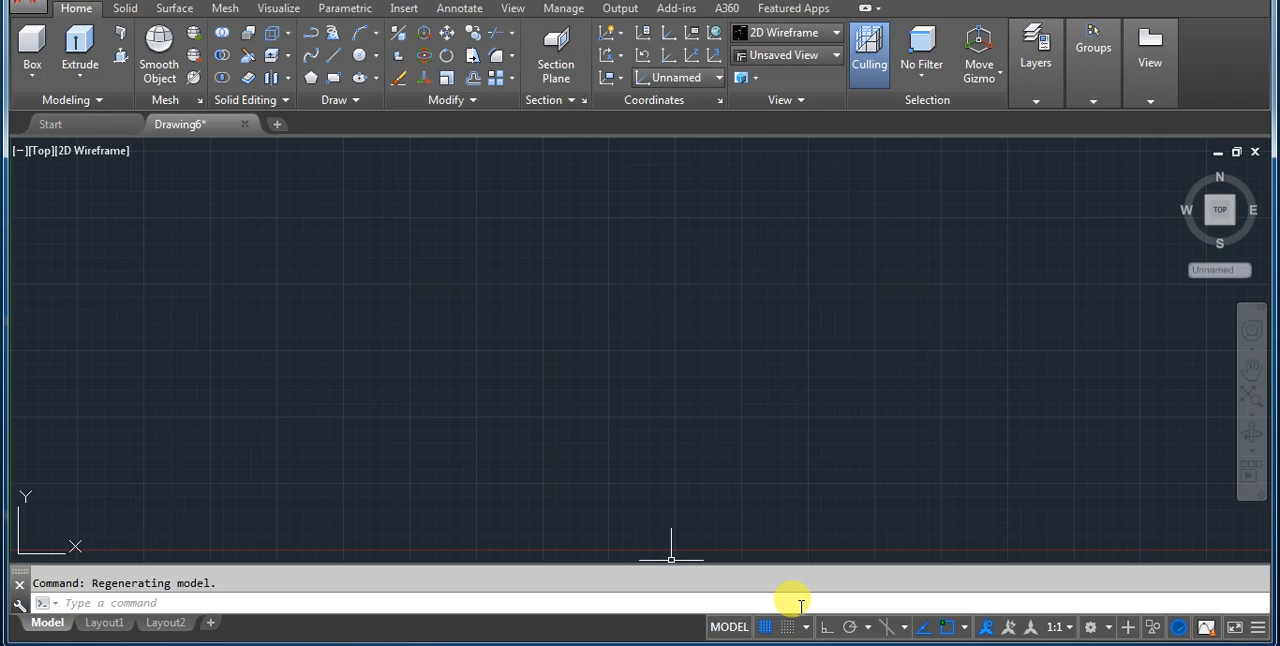 Home Solid Surface Mesh Visualize Parametric Insert Annotate View Manage Output Add-ins A360 Featured Apps
Box Extrude Smooth Object Section Plane Unnamed 2D Wireframe Unsaved View Culling No Filter Move Gizmo Layers Groups View
Modeling Mesh Solid Editing Draw Modify Section Coordinates View Selection
Start Drawing6*
[−][Top][2D Wireframe]
N
W TOP E
S
Unnamed
Y
X
Command: Regenerating model.
Type a command
Model Layout1 Layout2 MODEL 1:1